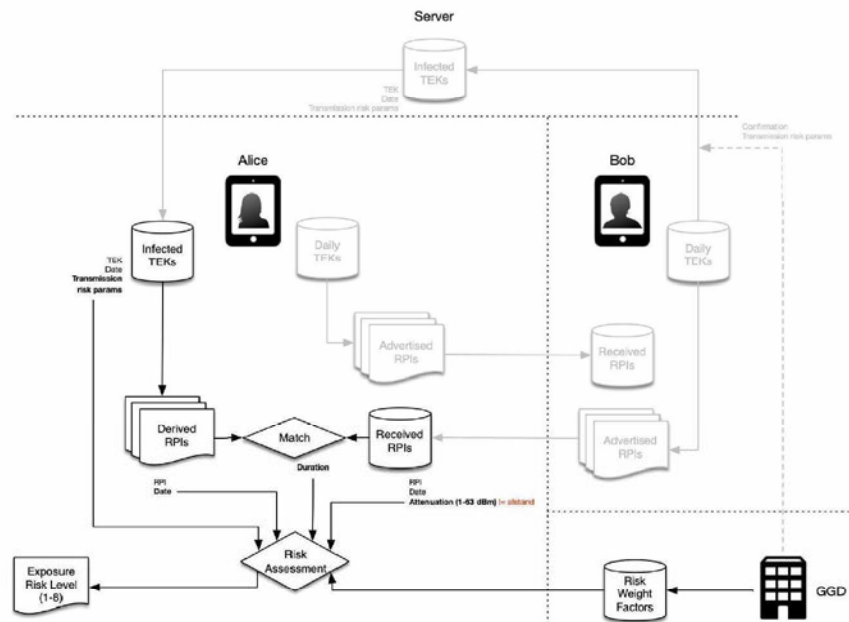 Server
Infected
TEKs
TEK
Date
Transmission risk params
Confirmation
Transmission risk params
Alice
Bob
Infected
TEKs
Daily
TEKs
Daily
TEKs
TEK
Date
Transmission
risk params
Advertised
RPIs
Received
RPIs
Derived
RPIs
Match
Received
RPIs
Advertised
RPIs
Duration
RPI
Date
RPI
Date
Attenuation (1-63 dBm) != afstand
Risk
Assessment
Exposure
Risk Level
(1-8)
Risk
Weight
Factors
GGD